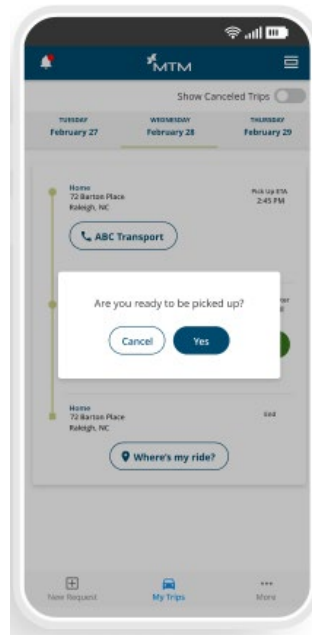 MTM
Show Canceled Trips
TUESDAY WEDNESDAY THURSDAY
February 27 February 28 February 29
Home Pick Up ETA
72 Barton Place 2:45 PM
Raleigh, NC
ABC Transport
Are you ready to be picked up?
Cancel Yes
Home End
72 Barton Place
Raleigh, NC
Where's my ride?
New Request My Trips More